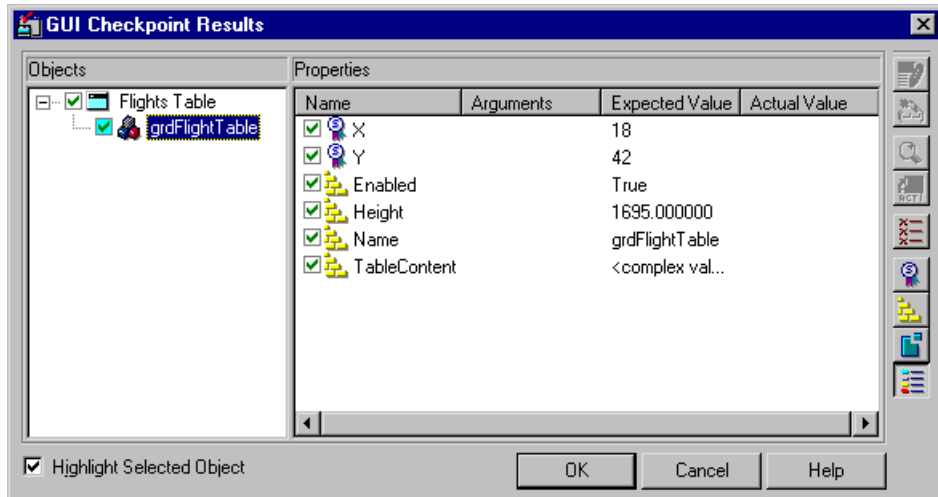 GUI Checkpoint Results
Objects
Properties
Flights Table
grdFlightTable
Name Arguments Expected Value Actual Value
X 18
Y 42
Enabled True
Height 1695.000000
Name grdFlightTable
TableContent <complex val...
ACT!
Highlight Selected Object
OK Cancel Help